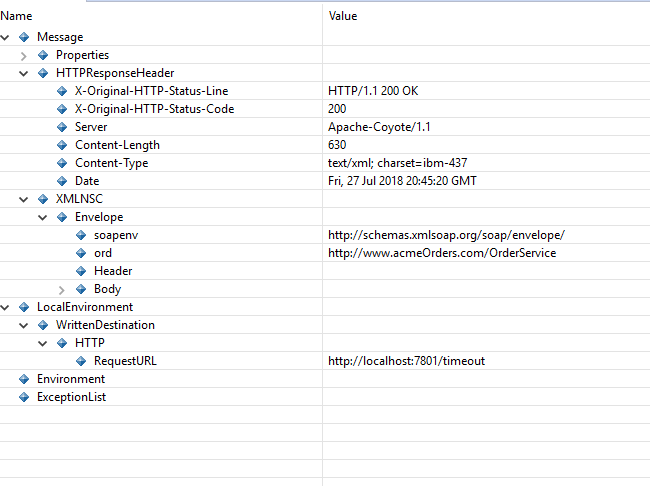 Name Value
Message
Properties
HTTPResponseHeader
X-Original-HTTP-Status-Line HTTP/1.1 200 OK
X-Original-HTTP-Status-Code 200
Server Apache-Coyote/1.1
Content-Length 630
Content-Type text/xml; charset=ibm-437
Date Fri, 27 Jul 2018 20:45:20 GMT
XMLNSC
Envelope
soapenv http://schemas.xmlsoap.org/soap/envelope/
ord http://www.acmeOrders.com/OrderService
Header
Body
LocalEnvironment
WrittenDestination
HTTP
RequestURL http://localhost:7801/timeout
Environment
ExceptionList